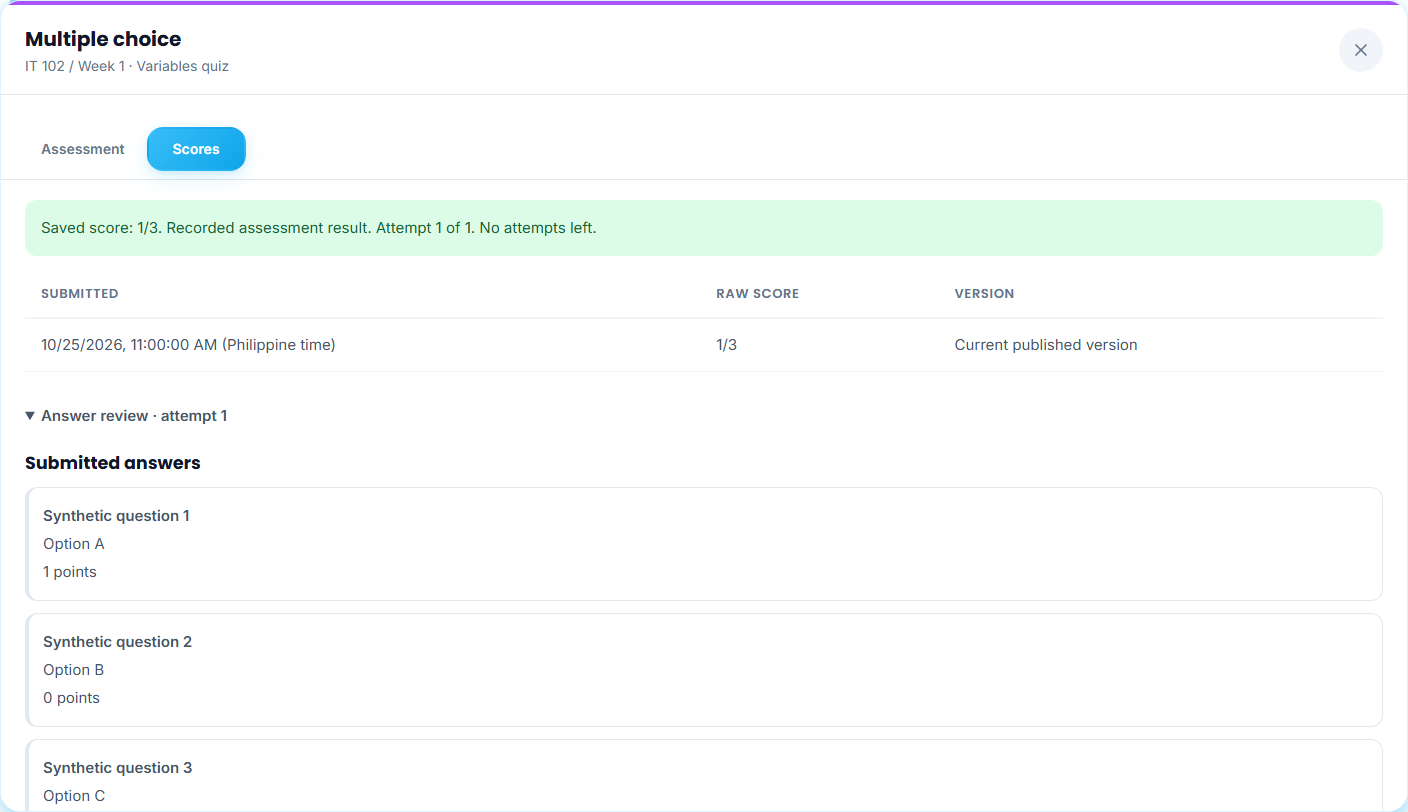 Multiple choice
IT 102 / Week 1 · Variables quiz
Assessment
Scores
Saved score: 1/3. Recorded assessment result. Attempt 1 of 1. No attempts left.
SUBMITTED RAW SCORE VERSION
10/25/2026, 11:00:00 AM (Philippine time) 1/3 Current published version
Answer review · attempt 1
Submitted answers
Synthetic question 1
Option A
1 points
Synthetic question 2
Option B
0 points
Synthetic question 3
Option C